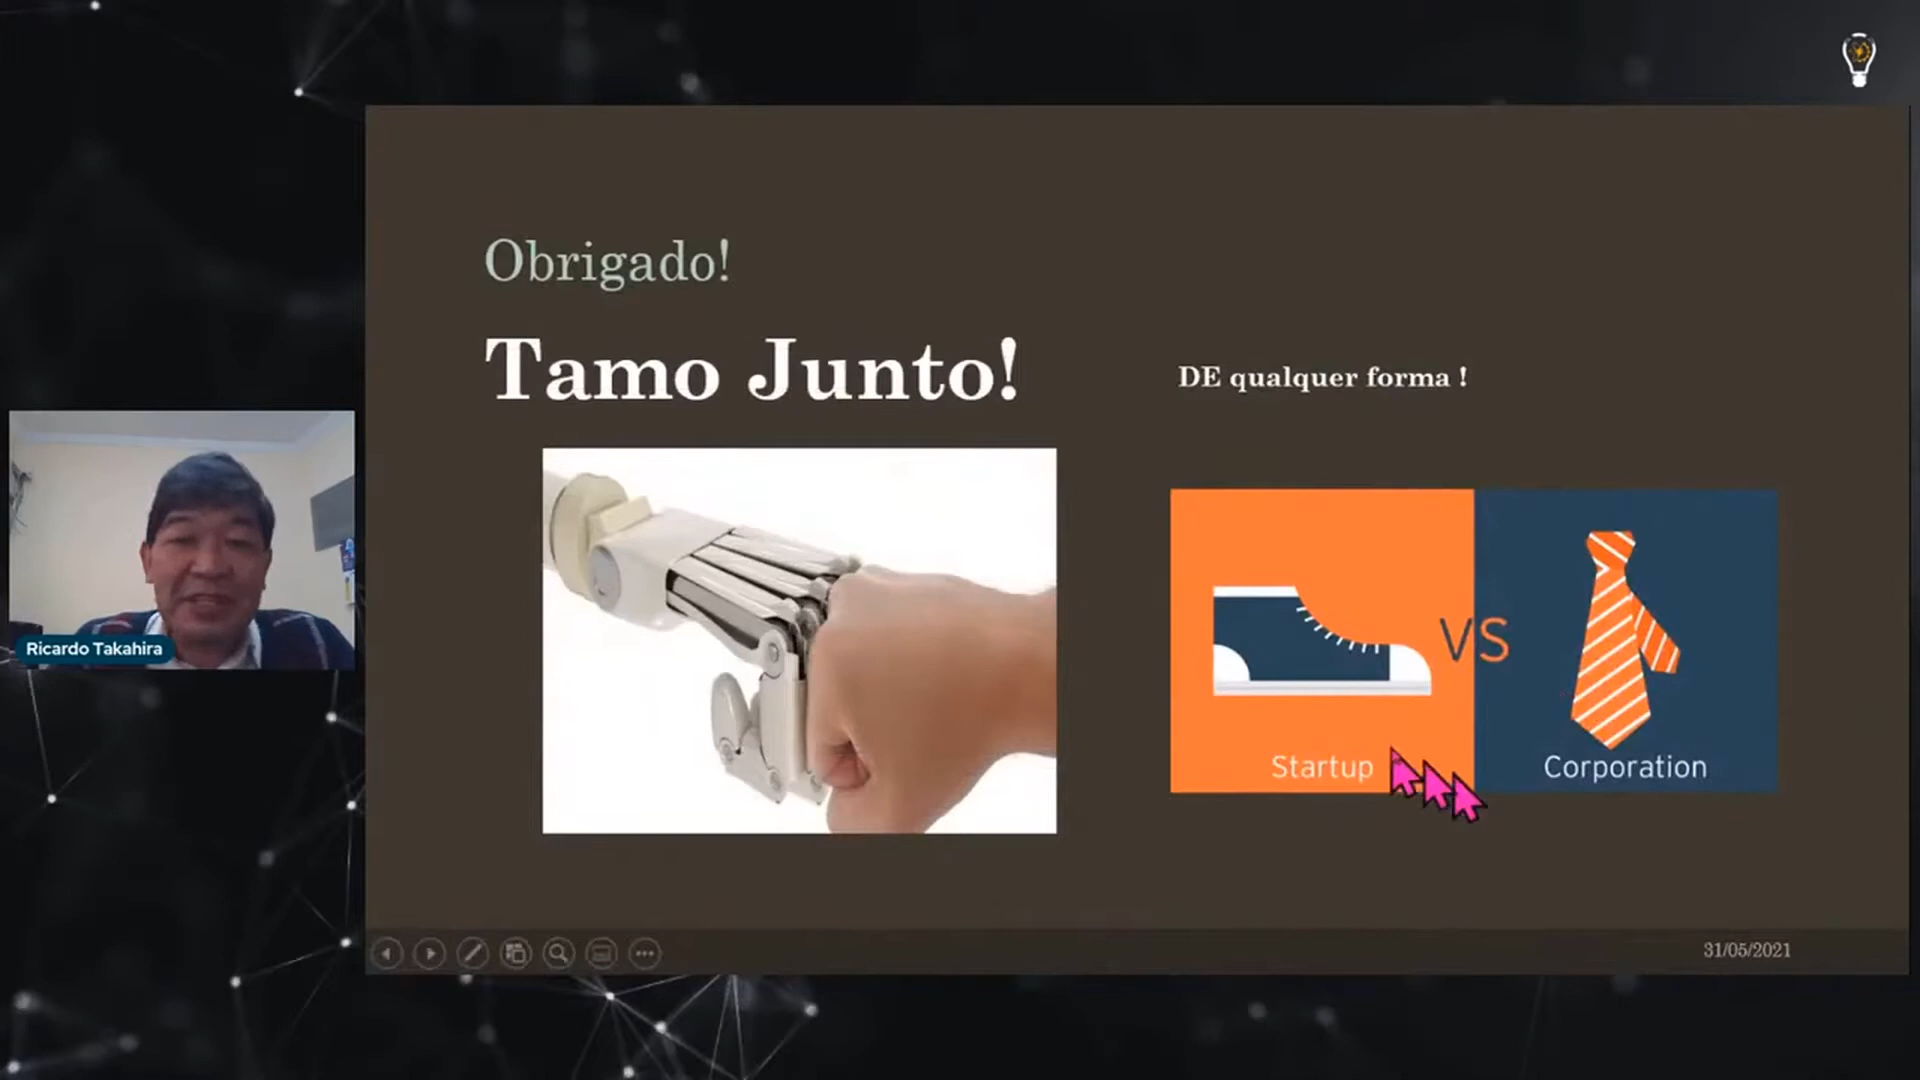 Obrigado!
Tamo Junto!
DE qualquer forma !
Ricardo Takahira
VS
Startup
Corporation
31/05/2021